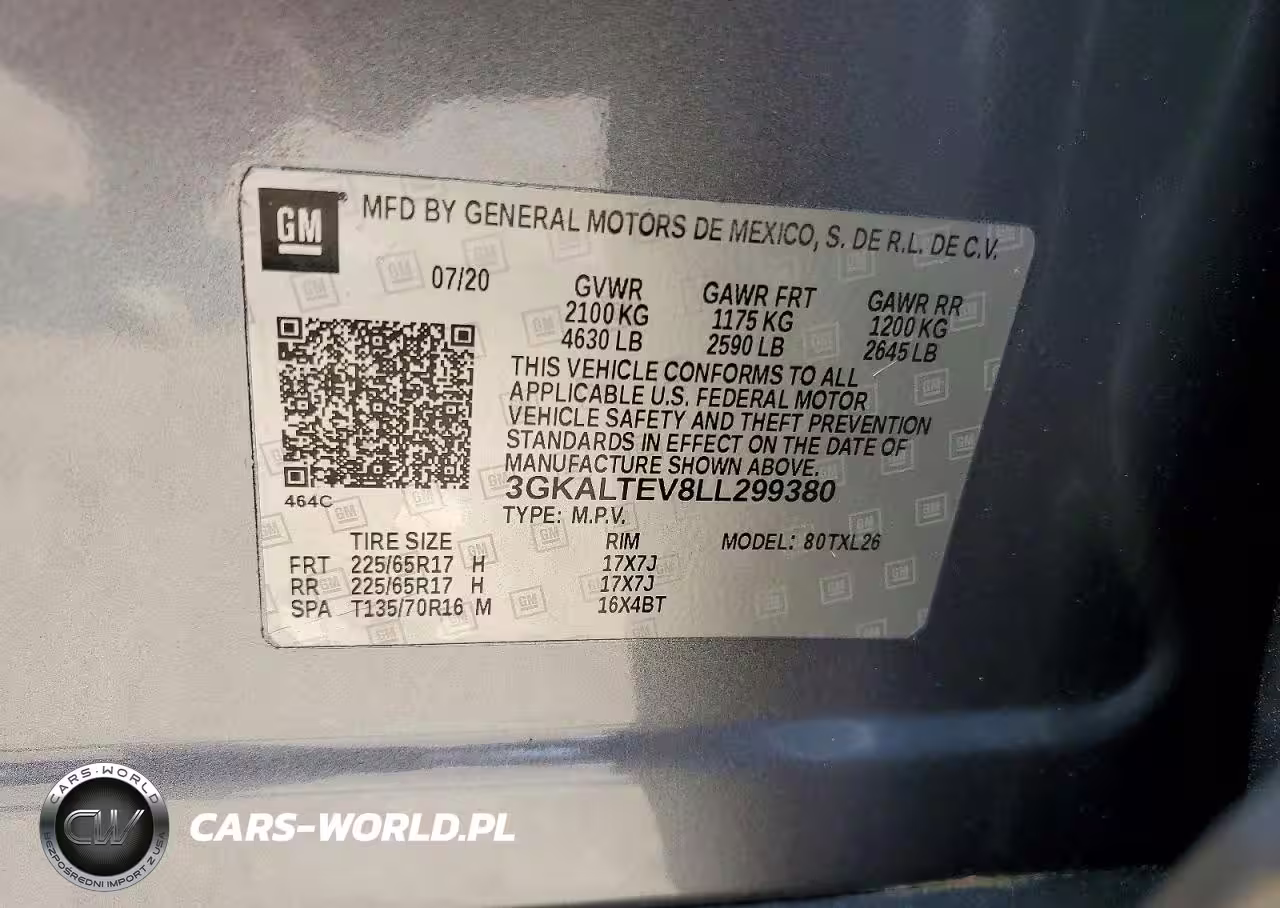 GM
MFD BY GENERAL MOTORS DE MEXICO, S. DE R.L. DE C.V.
07/20
GVWR GAWR FRT GAWR RR
2100 KG 1175 KG 1200 KG
4630 LB 2590 LB 2645 LB
THIS VEHICLE CONFORMS TO ALL
APPLICABLE U.S. FEDERAL MOTOR
VEHICLE SAFETY AND THEFT PREVENTION
STANDARDS IN EFFECT ON THE DATE OF
MANUFACTURE SHOWN ABOVE.
464C
3GKALTEV8LL299380
TYPE: M.P.V.
TIRE SIZE RIM MODEL: 80TXL26
FRT 225/65R17 H 17X7J
RR 225/65R17 H 17X7J
SPA T135/70R16 M 16X4BT
CARS-WORLD
CW
BEZPOŚREDNI IMPORT Z USA
CARS-WORLD.PL